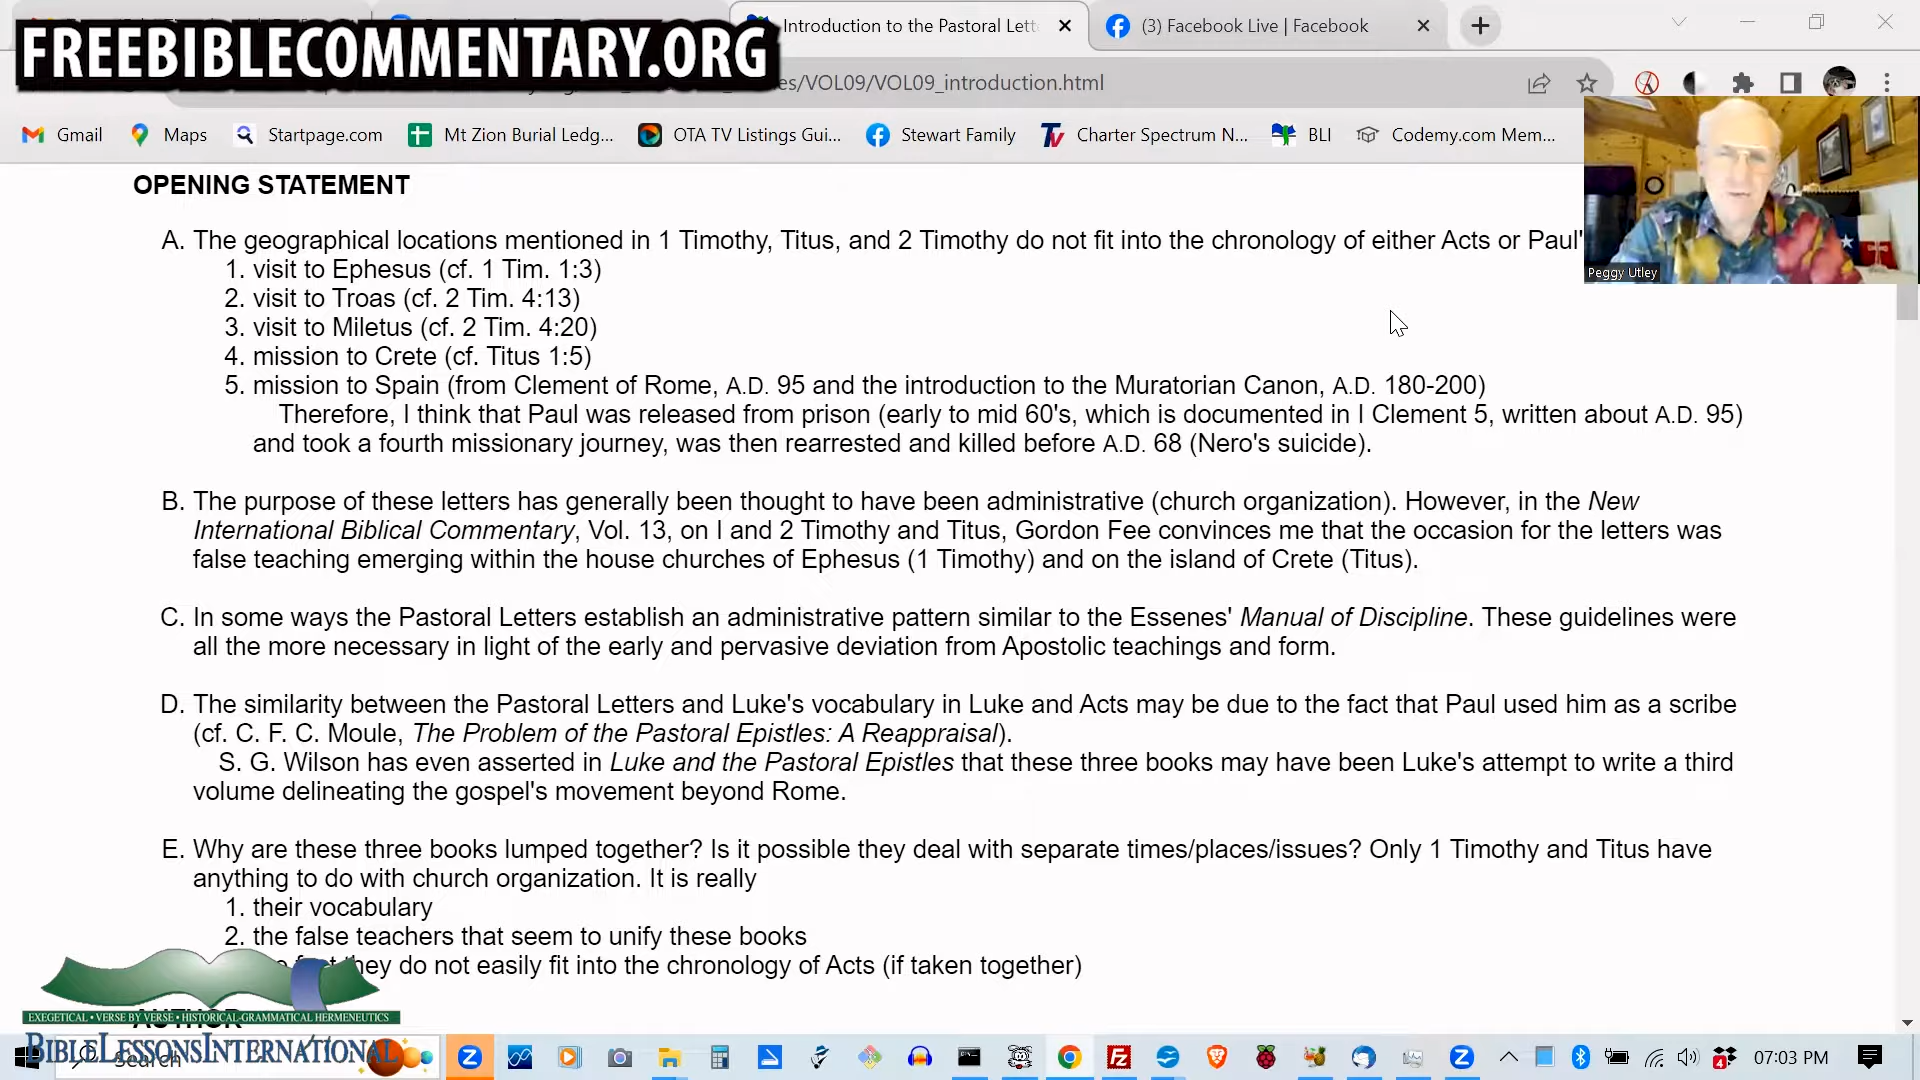 Introduction to the Pastoral Lett
(3) Facebook Live | Facebook
FREEBIBLECOMMENTARY.ORG
es/VOL09/VOL09_introduction.html
Gmail
Maps
Startpage.com
Mt Zion Burial Ledg...
OTA TV Listings Gui...
Stewart Family
Charter Spectrum N...
BLI
Codemy.com Mem...
OPENING STATEMENT
A. The geographical locations mentioned in 1 Timothy, Titus, and 2 Timothy do not fit into the chronology of either Acts or Paul'
1. visit to Ephesus (cf. 1 Tim. 1:3)
2. visit to Troas (cf. 2 Tim. 4:13)
3. visit to Miletus (cf. 2 Tim. 4:20)
4. mission to Crete (cf. Titus 1:5)
5. mission to Spain (from Clement of Rome, A.D. 95 and the introduction to the Muratorian Canon, A.D. 180-200)
Therefore, I think that Paul was released from prison (early to mid 60's, which is documented in I Clement 5, written about A.D. 95)
and took a fourth missionary journey, was then rearrested and killed before A.D. 68 (Nero's suicide).
Peggy Utley
B. The purpose of these letters has generally been thought to have been administrative (church organization). However, in the New
International Biblical Commentary, Vol. 13, on I and 2 Timothy and Titus, Gordon Fee convinces me that the occasion for the letters was
false teaching emerging within the house churches of Ephesus (1 Timothy) and on the island of Crete (Titus).
C. In some ways the Pastoral Letters establish an administrative pattern similar to the Essenes' Manual of Discipline. These guidelines were
all the more necessary in light of the early and pervasive deviation from Apostolic teachings and form.
D. The similarity between the Pastoral Letters and Luke's vocabulary in Luke and Acts may be due to the fact that Paul used him as a scribe
(cf. C. F. C. Moule, The Problem of the Pastoral Epistles: A Reappraisal).
S. G. Wilson has even asserted in Luke and the Pastoral Epistles that these three books may have been Luke's attempt to write a third
volume delineating the gospel's movement beyond Rome.
E. Why are these three books lumped together? Is it possible they deal with separate times/places/issues? Only 1 Timothy and Titus have
anything to do with church organization. It is really
1. their vocabulary
2. the false teachers that seem to unify these books
they do not easily fit into the chronology of Acts (if taken together)
EXEGETICAL • VERSE BY VERSE • HISTORICAL-GRAMMATICAL HERMENEUTICS
AUTHOR
BIBLELESSONSINTERNATIONAL
Search
07:03 PM